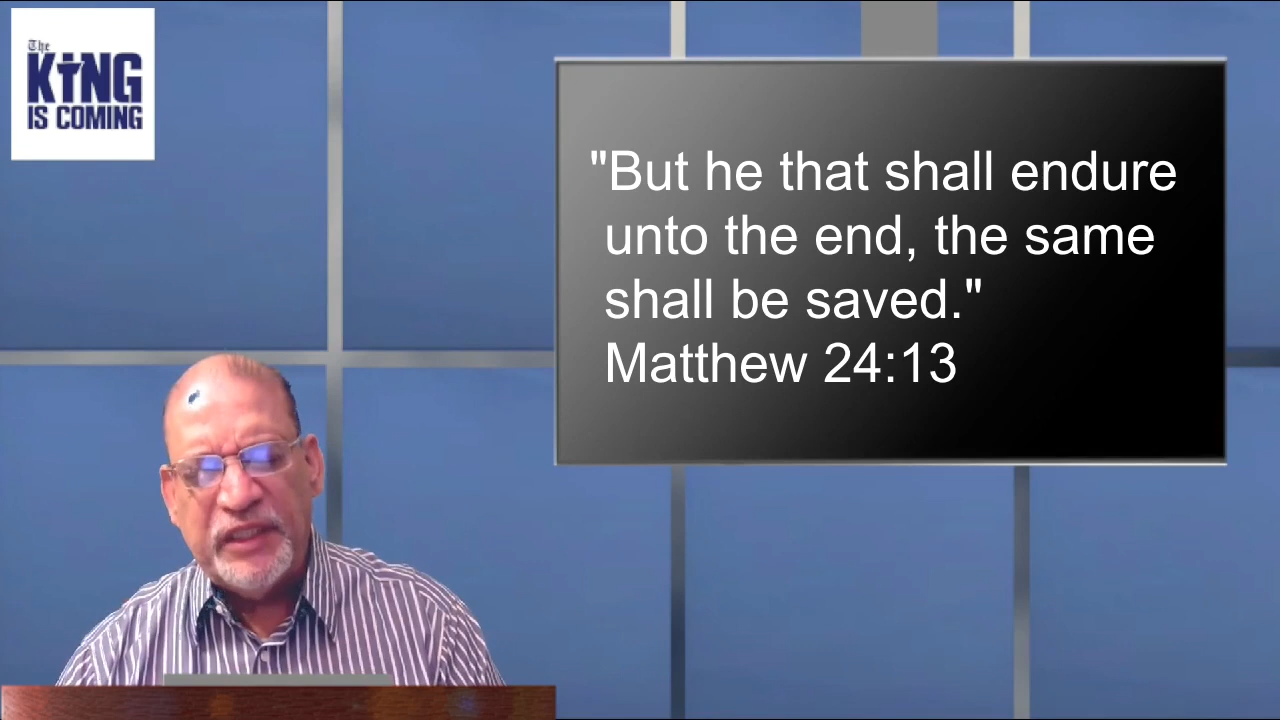 The
KING
IS COMING
"But he that shall endure
unto the end, the same
shall be saved."
Matthew 24:13